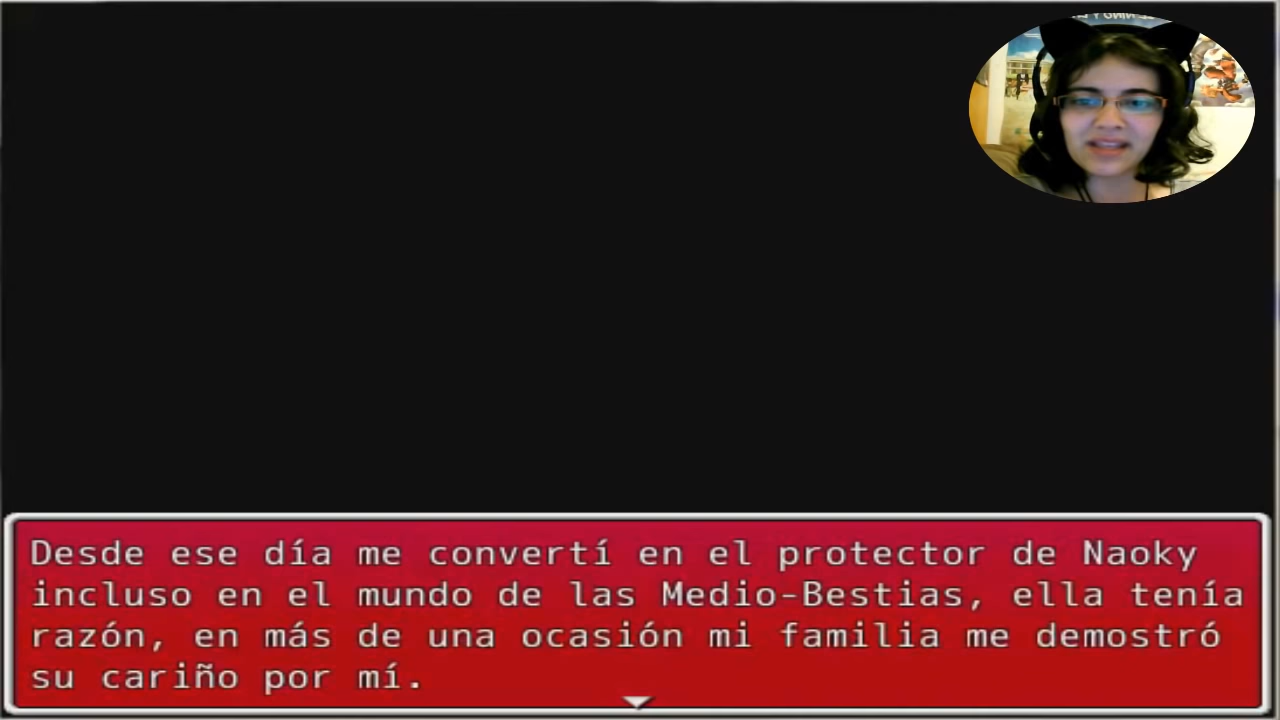 Desde ese día me convertí en el protector de Naoky
incluso en el mundo de las Medio-Bestias, ella tenía
razón, en más de una ocasión mi familia me demostró
su cariño por mí.